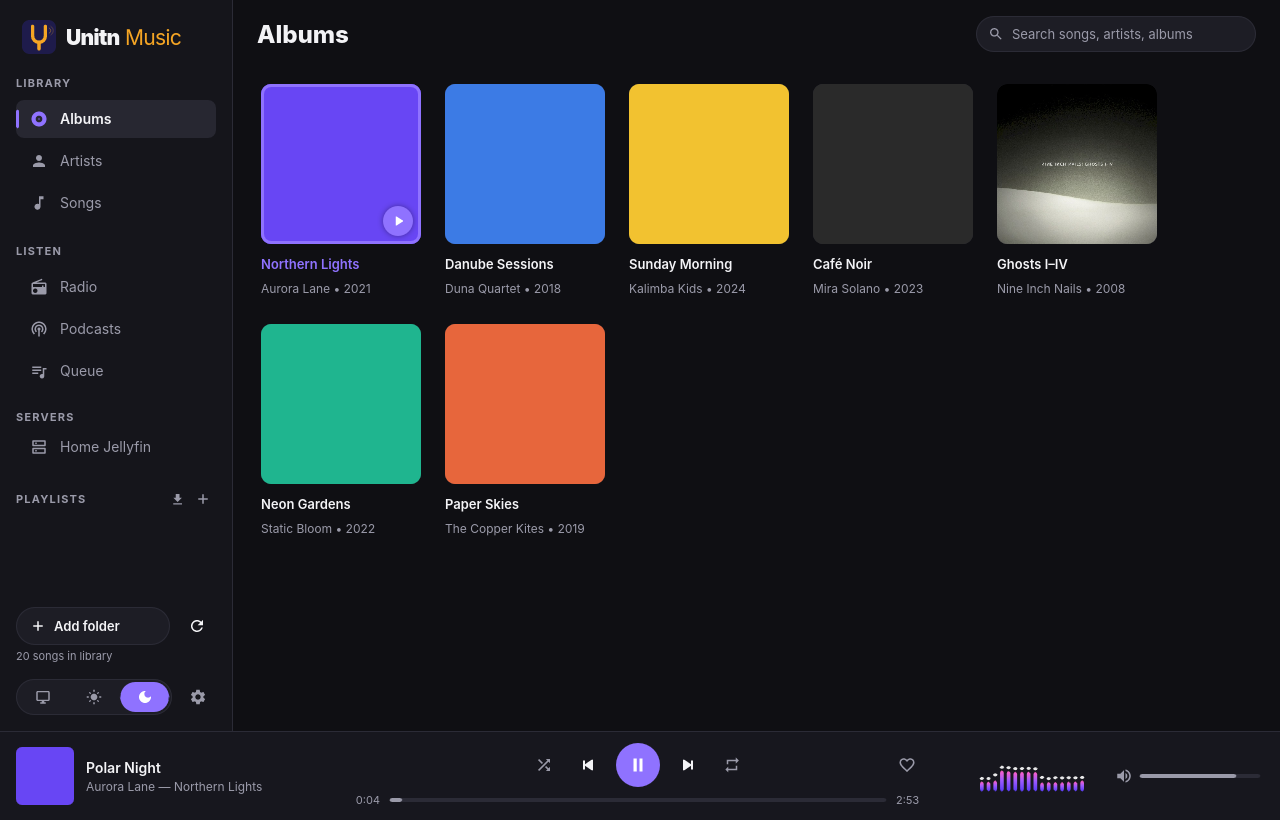 Unitn Music
LIBRARY
Albums
Artists
Songs
LISTEN
Radio
Podcasts
Queue
SERVERS
Home Jellyfin
PLAYLISTS
Add folder
20 songs in library
Albums
Search songs, artists, albums
Northern Lights
Aurora Lane • 2021
Danube Sessions
Duna Quartet • 2018
Sunday Morning
Kalimba Kids • 2024
Café Noir
Mira Solano • 2023
Ghosts I–IV
Nine Inch Nails • 2008
Neon Gardens
Static Bloom • 2022
Paper Skies
The Copper Kites • 2019
Polar Night
Aurora Lane — Northern Lights
0:04
2:53